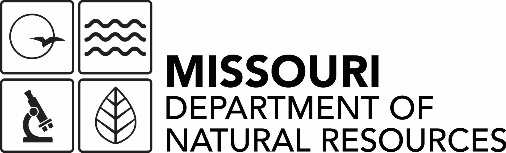 MISSOURI
DEPARTMENT OF
NATURAL RESOURCES